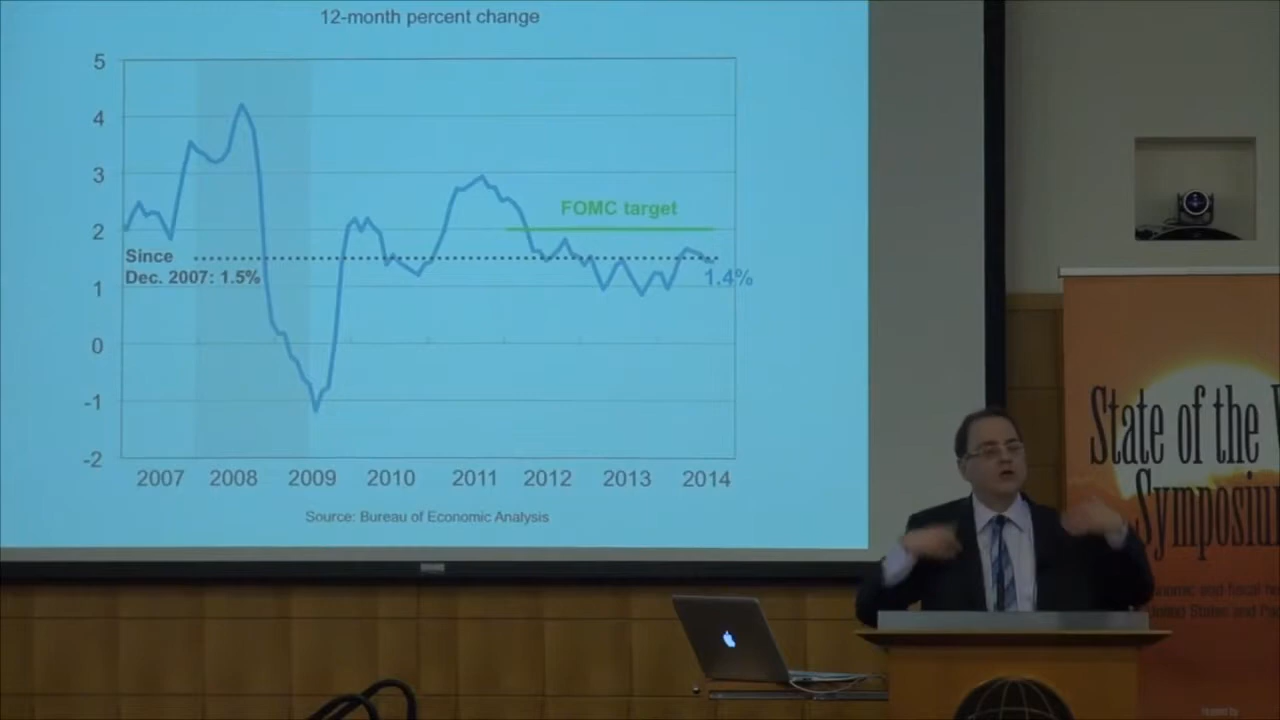 12-month percent change
5
4
3
2
1
0
-1
-2
FOMC target
Since
Dec. 2007: 1.5%
1.4%
2007 2008 2009 2010 2011 2012 2013 2014
Source: Bureau of Economic Analysis
State of the
Symposium